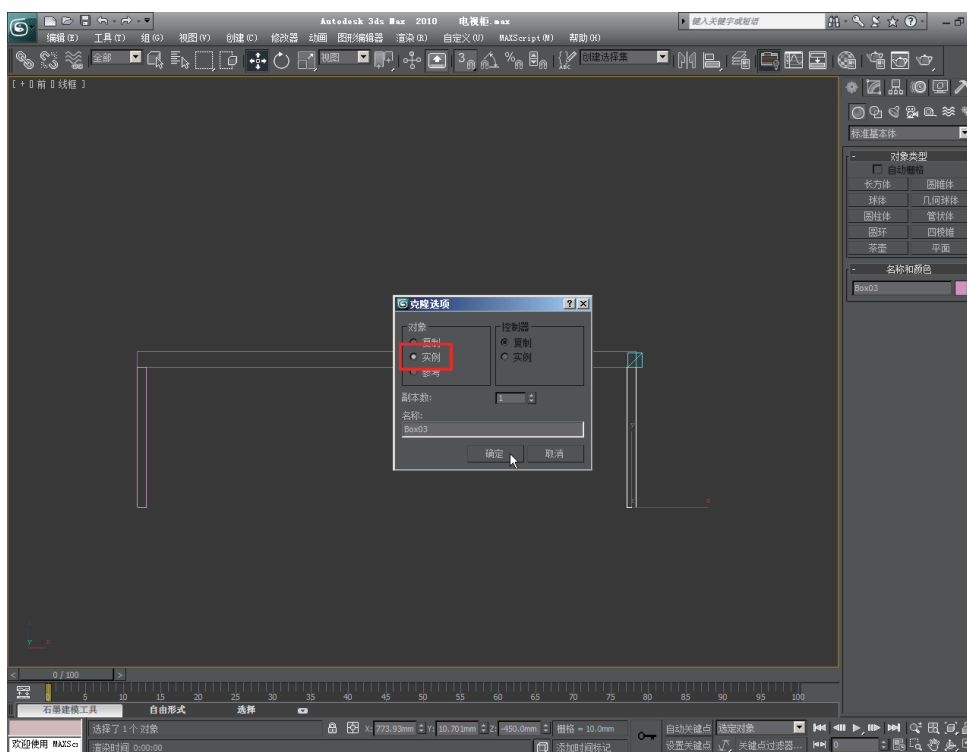 Autodesk 3ds Max 2010 电视柜.max
键入关键字或短语
编辑(E) 工具(T) 组(G) 视图(V) 创建(C) 修改器 动画 图形编辑器 渲染(R) 自定义(U) MAXScript(M) 帮助(H)
全部 视图 3 创建选择集
[ + 0 前 0 线框 ]
标准基本体
- 对象类型
自动栅格
长方体 圆锥体
球体 几何球体
圆柱体 管状体
圆环 四棱锥
茶壶 平面
- 名称和颜色
Box03
克隆选项
对象 控制器
复制 复制
实例 实例
参考
副本数: 1
名称:
Box03
确定 取消
y
x
y x
< 0 / 100 >
0 5 10 15 20 25 30 35 40 45 50 55 60 65 70 75 80 85 90 95 100
石墨建模工具 自由形式 选择
选择了 1 个 对象 X: 773.93mm Y: 10.701mm Z: -450.0mm 栅格 = 10.0mm 自动关键点 选定对象
欢迎使用 MAXScr 渲染时间 0:00:00 添加时间标记 设置关键点 关键点过滤器... 0